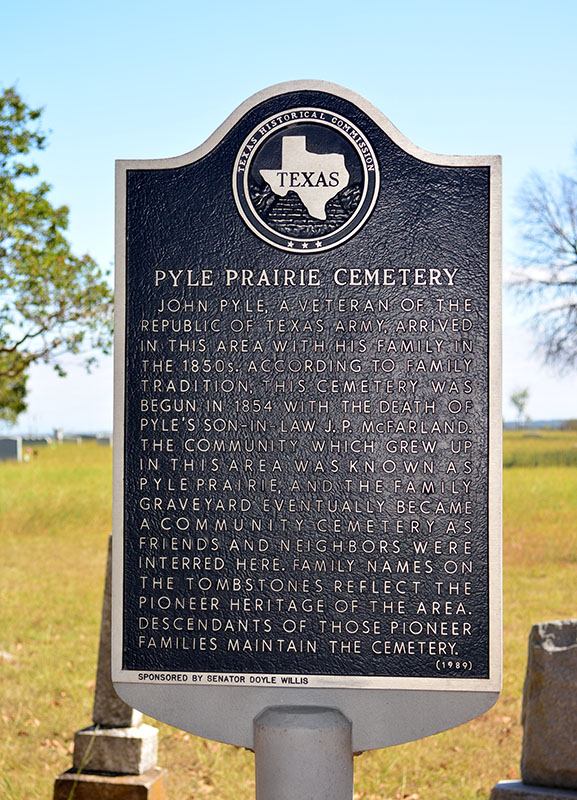 TEXAS HISTORICAL COMMISSION
TEXAS
PYLE PRAIRIE CEMETERY
JOHN PYLE, A VETERAN OF THE
REPUBLIC OF TEXAS ARMY, ARRIVED
IN THIS AREA WITH HIS FAMILY IN
THE 1850s. ACCORDING TO FAMILY
TRADITION, THIS CEMETERY WAS
BEGUN IN 1854 WITH THE DEATH OF
PYLE'S SON-IN-LAW J. P. McFARLAND.
THE COMMUNITY WHICH GREW UP
IN THIS AREA WAS KNOWN AS
PYLE PRAIRIE, AND THE FAMILY
GRAVEYARD EVENTUALLY BECAME
A COMMUNITY CEMETERY AS
FRIENDS AND NEIGHBORS WERE
INTERRED HERE. FAMILY NAMES ON
THE TOMBSTONES REFLECT THE
PIONEER HERITAGE OF THE AREA.
DESCENDANTS OF THOSE PIONEER
FAMILIES MAINTAIN THE CEMETERY.
(1989)
SPONSORED BY SENATOR DOYLE WILLIS